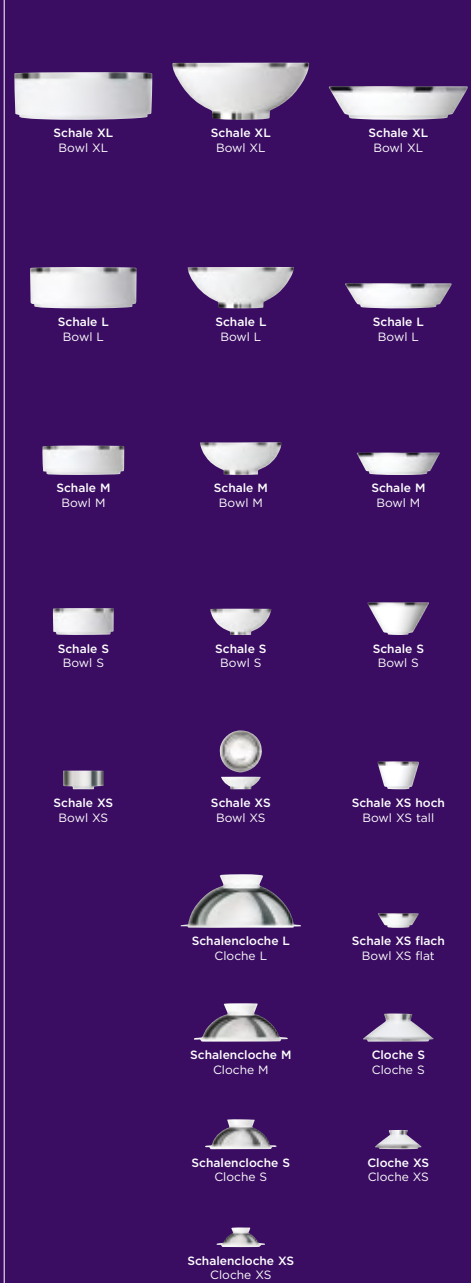 Schale XL
Bowl XL
Schale XL
Bowl XL
Schale XL
Bowl XL
Schale L
Bowl L
Schale L
Bowl L
Schale L
Bowl L
Schale M
Bowl M
Schale M
Bowl M
Schale M
Bowl M
Schale S
Bowl S
Schale S
Bowl S
Schale S
Bowl S
Schale XS
Bowl XS
Schale XS
Bowl XS
Schale XS hoch
Bowl XS tall
Schalencloche L
Cloche L
Schale XS flach
Bowl XS flat
Schalencloche M
Cloche M
Cloche S
Cloche S
Schalencloche S
Cloche S
Cloche XS
Cloche XS
Schalencloche XS
Cloche XS